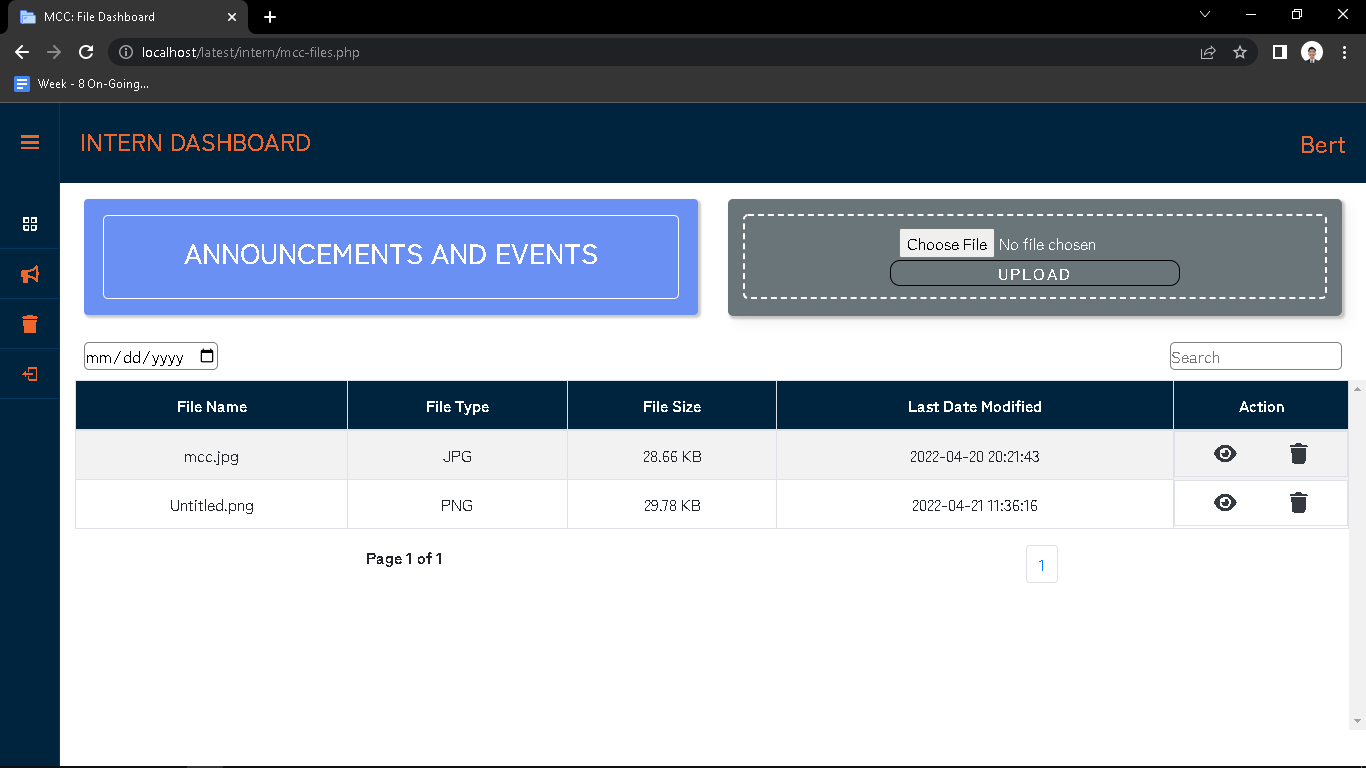 MCC: File Dashboard
localhost/latest/intern/mcc-files.php
Week - 8 On-Going...
INTERN DASHBOARD
Bert
ANNOUNCEMENTS AND EVENTS
Choose File No file chosen
UPLOAD
mm/dd/yyyy
Search
File Name File Type File Size Last Date Modified Action
mcc.jpg JPG 28.66 KB 2022-04-20 20:21:43
Untitled.png PNG 29.78 KB 2022-04-21 11:36:16
Page 1 of 1
1